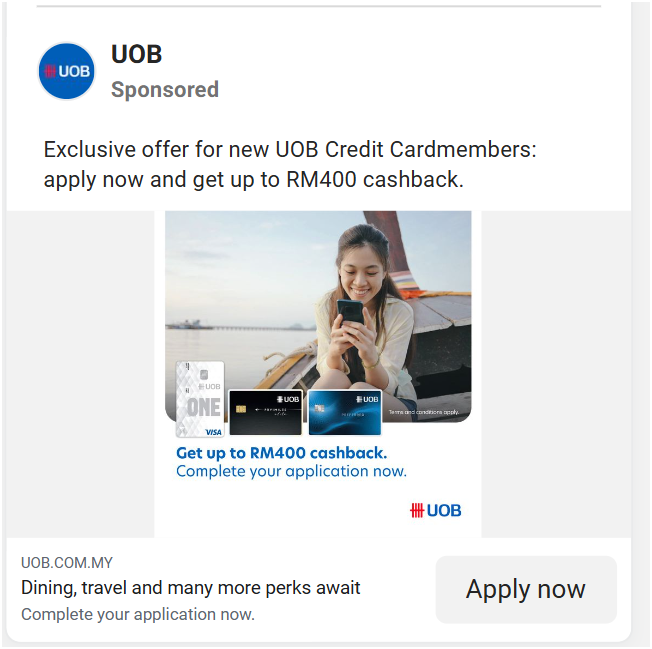 UOB
UOB
Sponsored
Exclusive offer for new UOB Credit Cardmembers:
apply now and get up to RM400 cashback.
UOB
ONE
VISA
UOB
UOB
Terms and conditions apply.
Get up to RM400 cashback.
Complete your application now.
UOB
UOB.COM.MY
Dining, travel and many more perks await
Complete your application now.
Apply now